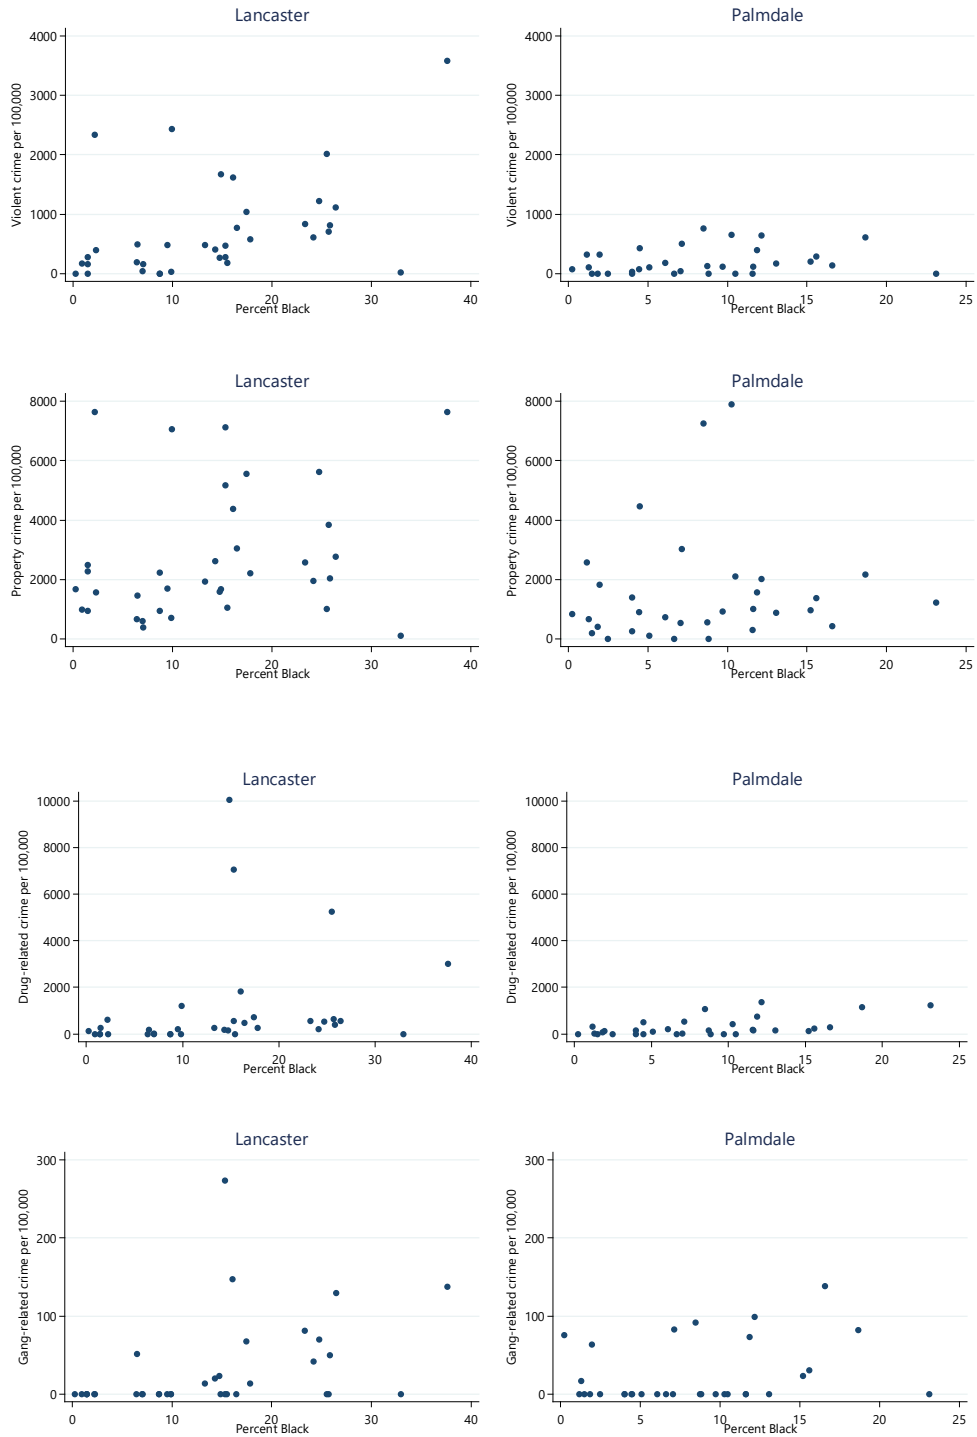 Lancaster
Violent crime per 100,000
4000
3000
2000
1000
0
0 10 20 30 40
Percent Black
Palmdale
Violent crime per 100,000
4000
3000
2000
1000
0
0 5 10 15 20 25
Percent Black
Lancaster
Property crime per 100,000
8000
6000
4000
2000
0
0 10 20 30 40
Percent Black
Palmdale
Property crime per 100,000
8000
6000
4000
2000
0
0 5 10 15 20 25
Percent Black
Lancaster
Drug-related crime per 100,000
10000
8000
6000
4000
2000
0
0 10 20 30 40
Percent Black
Palmdale
Drug-related crime per 100,000
10000
8000
6000
4000
2000
0
0 5 10 15 20 25
Percent Black
Lancaster
Gang-related crime per 100,000
300
200
100
0
0 10 20 30 40
Percent Black
Palmdale
Gang-related crime per 100,000
300
200
100
0
0 5 10 15 20 25
Percent Black